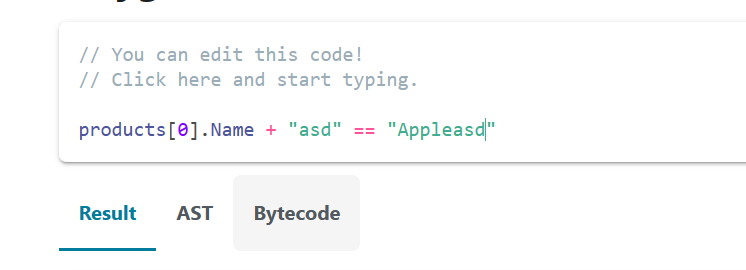 // You can edit this code!
// Click here and start typing.
products[0].Name + "asd" == "Appleasd"
Result AST Bytecode